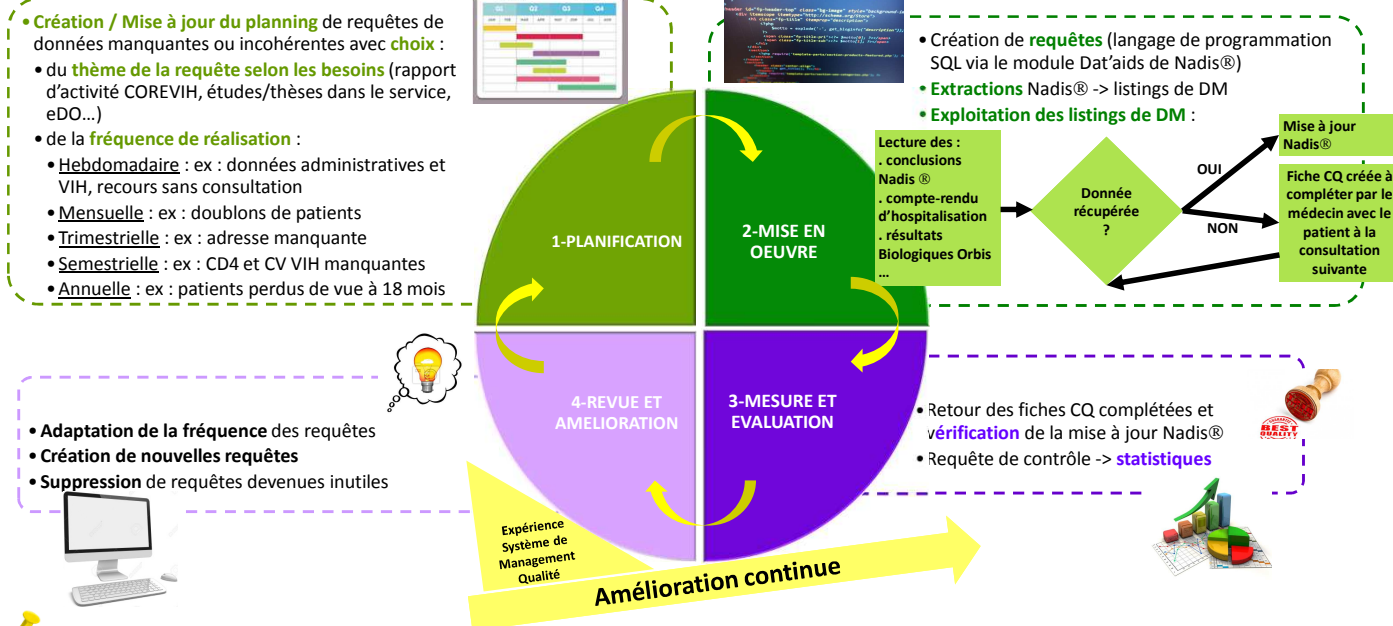 • Création / Mise à jour du planning de requêtes de
données manquantes ou incohérentes avec choix :
• du thème de la requête selon les besoins (rapport
d'activité COREVIH, études/thèses dans le service,
eDO…)
• de la fréquence de réalisation :
• Hebdomadaire : ex : données administratives et
VIH, recours sans consultation
• Mensuelle : ex : doublons de patients
• Trimestrielle : ex : adresse manquante
• Semestrielle : ex : CD4 et CV VIH manquantes
• Annuelle : ex : patients perdus de vue à 18 mois
Q1 Q2 Q3 Q4
1-PLANIFICATION
2-MISE EN
OEUVRE
• Création de requêtes (langage de programmation
SQL via le module Dat'aids de Nadis®)
• Extractions Nadis® -> listings de DM
• Exploitation des listings de DM :
Lecture des :
. conclusions
Nadis ®
. compte-rendu
d'hospitalisation
. résultats
Biologiques Orbis
…
Donnée
récupérée
?
OUI
NON
Mise à jour
Nadis®
Fiche CQ créée à
compléter par le
médecin avec le
patient à la
consultation
suivante
4-REVUE ET
AMELIORATION
3-MESURE ET
EVALUATION
• Adaptation de la fréquence des requêtes
• Création de nouvelles requêtes
• Suppression de requêtes devenues inutiles
• Retour des fiches CQ complétées et
vérification de la mise à jour Nadis®
• Requête de contrôle -> statistiques
BEST
QUALITY
Expérience
Système de
Management
Qualité
Amélioration continue